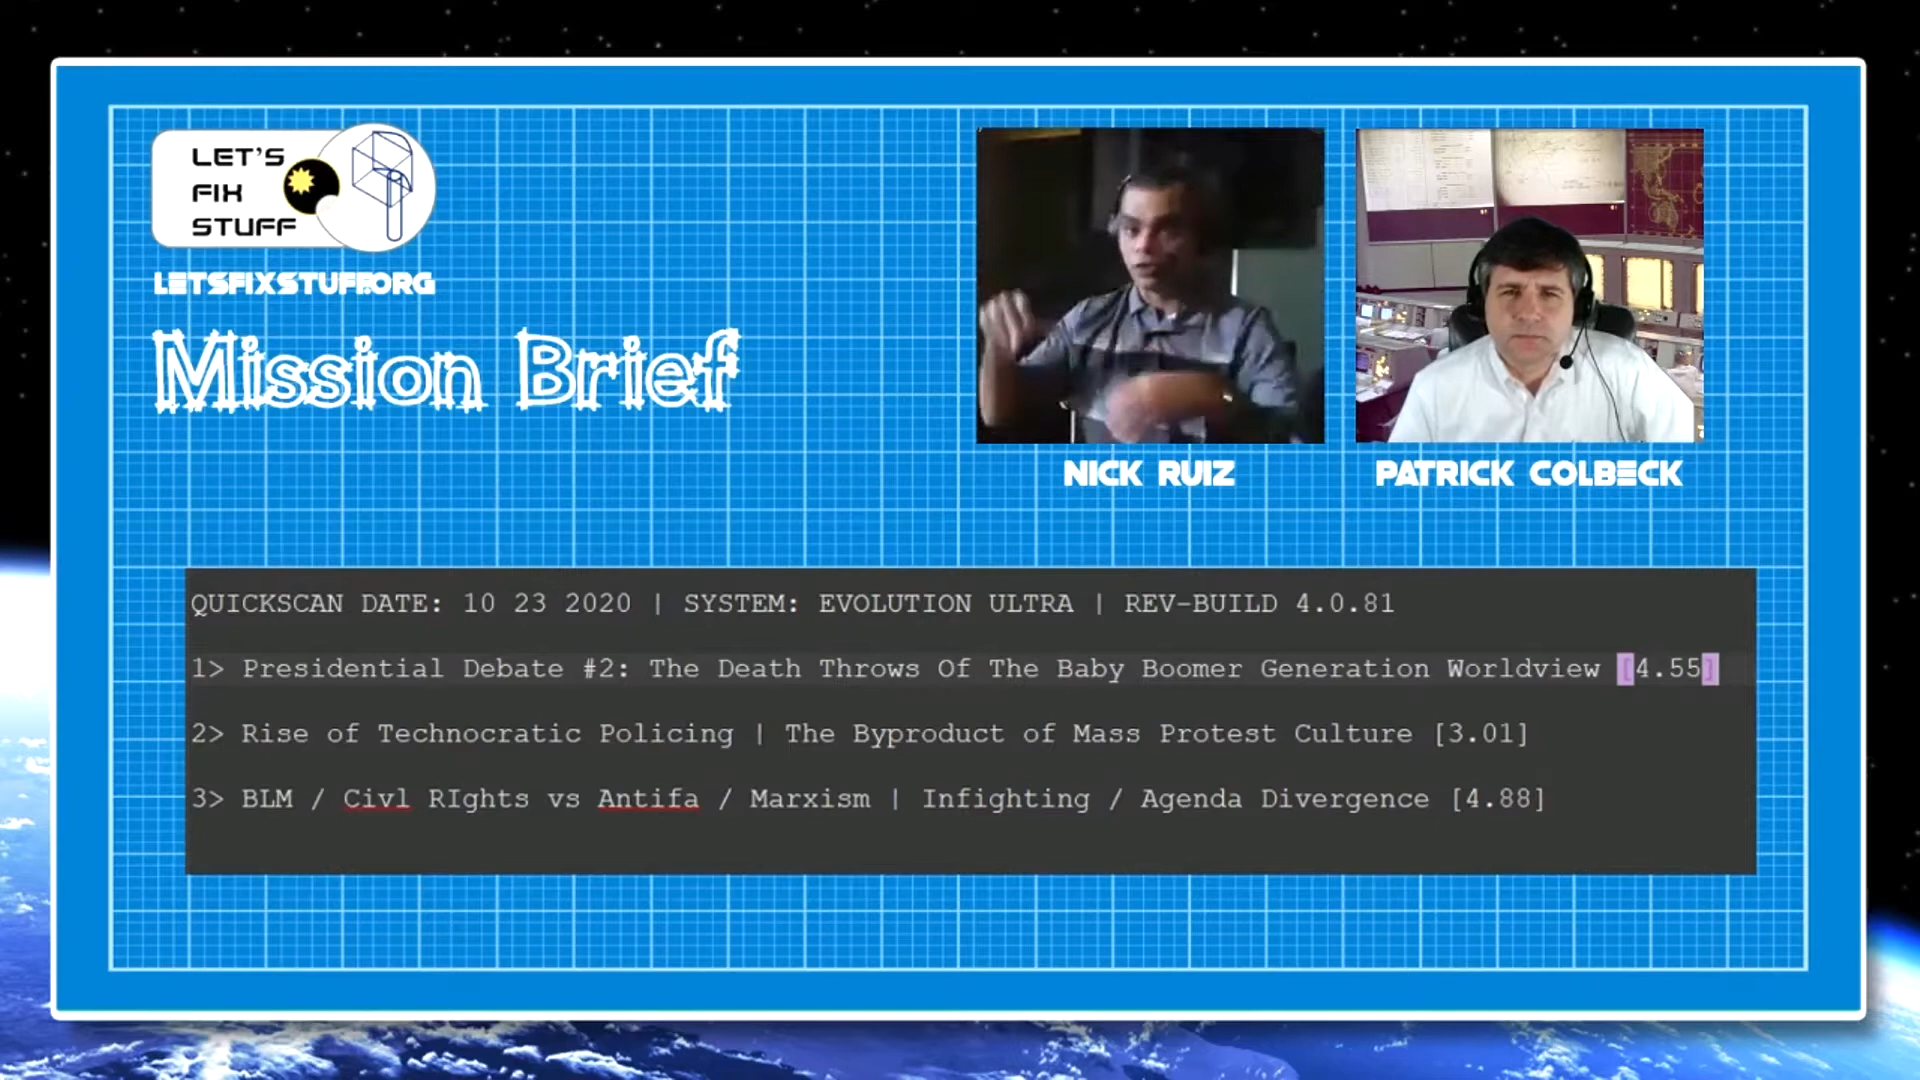 LET'S
FIX
STUFF
LETSFIXSTUFF.ORG
Mission Brief
NICK RUIZ
PATRICK COLBECK
QUICKSCAN DATE: 10 23 2020 | SYSTEM: EVOLUTION ULTRA | REV-BUILD 4.0.81
1> Presidential Debate #2: The Death Throws Of The Baby Boomer Generation Worldview [4.55]
2> Rise of Technocratic Policing | The Byproduct of Mass Protest Culture [3.01]
3> BLM / Civl RIghts vs Antifa / Marxism | Infighting / Agenda Divergence [4.88]